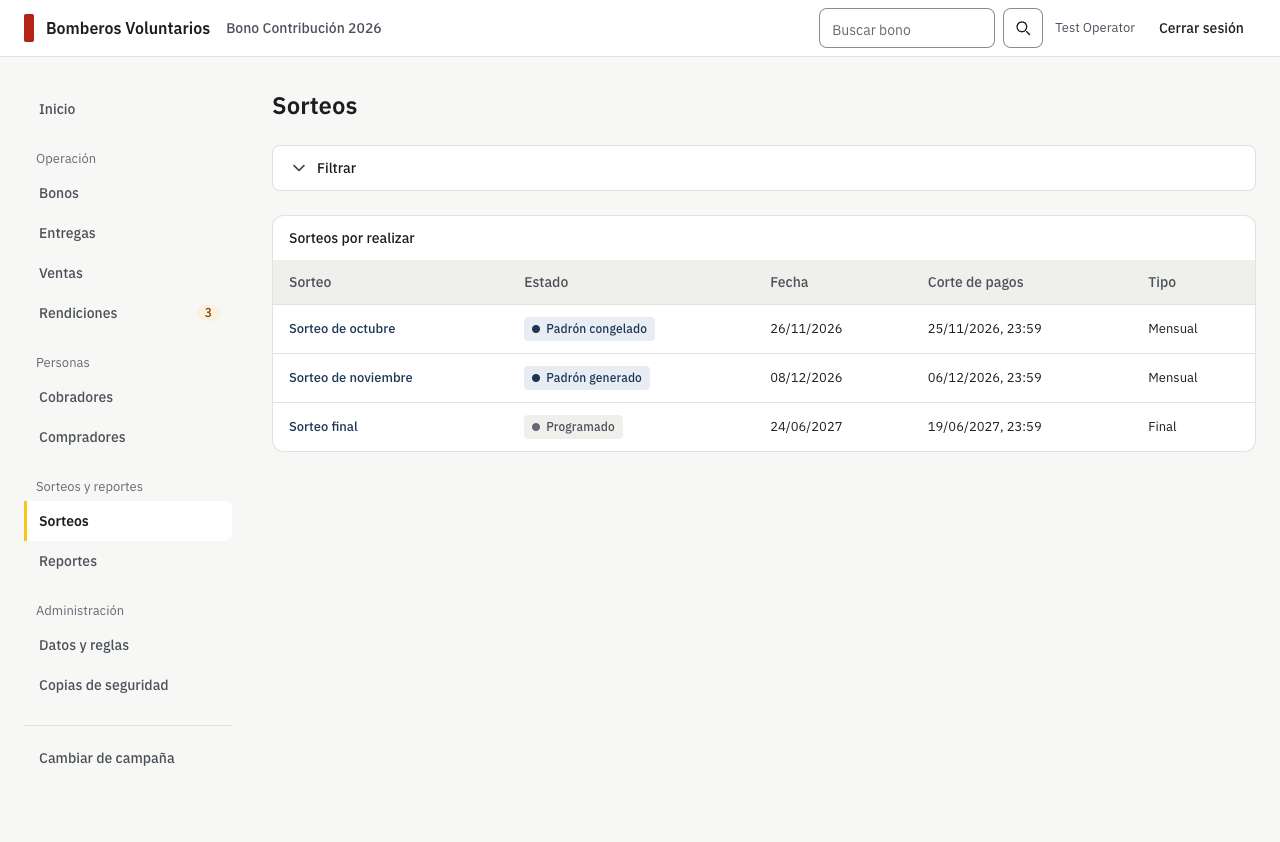 Bomberos Voluntarios Bono Contribución 2026 Buscar bono Test Operator Cerrar sesión
Inicio
Operación
Bonos
Entregas
Ventas
Rendiciones 3
Personas
Cobradores
Compradores
Sorteos y reportes
Sorteos
Reportes
Administración
Datos y reglas
Copias de seguridad
Cambiar de campaña
Sorteos
Filtrar
Sorteos por realizar
Sorteo Estado Fecha Corte de pagos Tipo
Sorteo de octubre Padrón congelado 26/11/2026 25/11/2026, 23:59 Mensual
Sorteo de noviembre Padrón generado 08/12/2026 06/12/2026, 23:59 Mensual
Sorteo final Programado 24/06/2027 19/06/2027, 23:59 Final